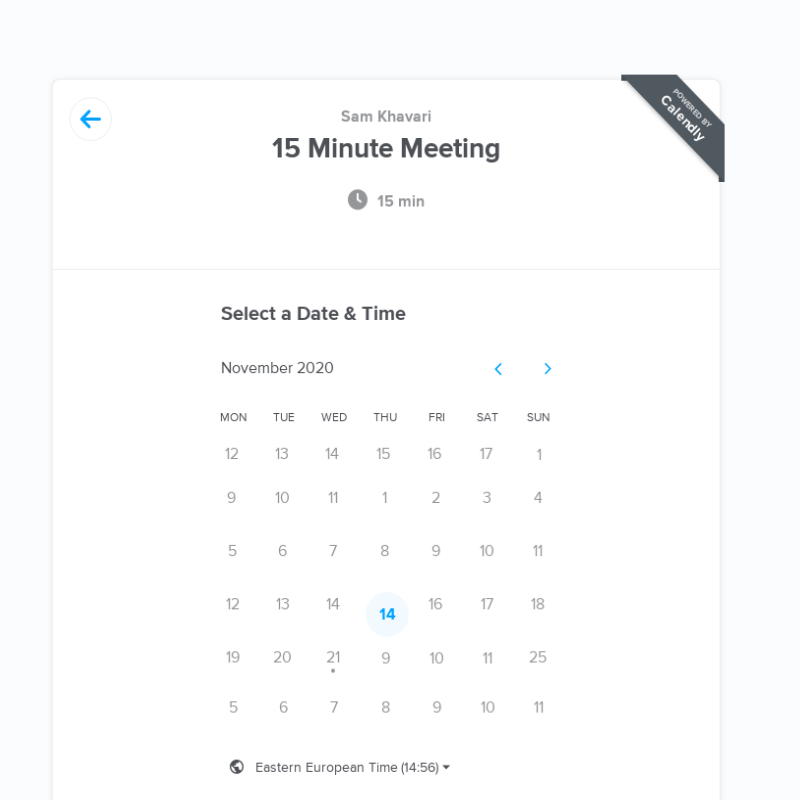 POWERED BY
Calendly
Sam Khavari
15 Minute Meeting
15 min
Select a Date & Time
November 2020
MON TUE WED THU FRI SAT SUN
12 13 14 15 16 17 1
9 10 11 1 2 3 4
5 6 7 8 9 10 11
12 13 14 14 16 17 18
19 20 21 9 10 11 25
5 6 7 8 9 10 11
Eastern European Time (14:56)